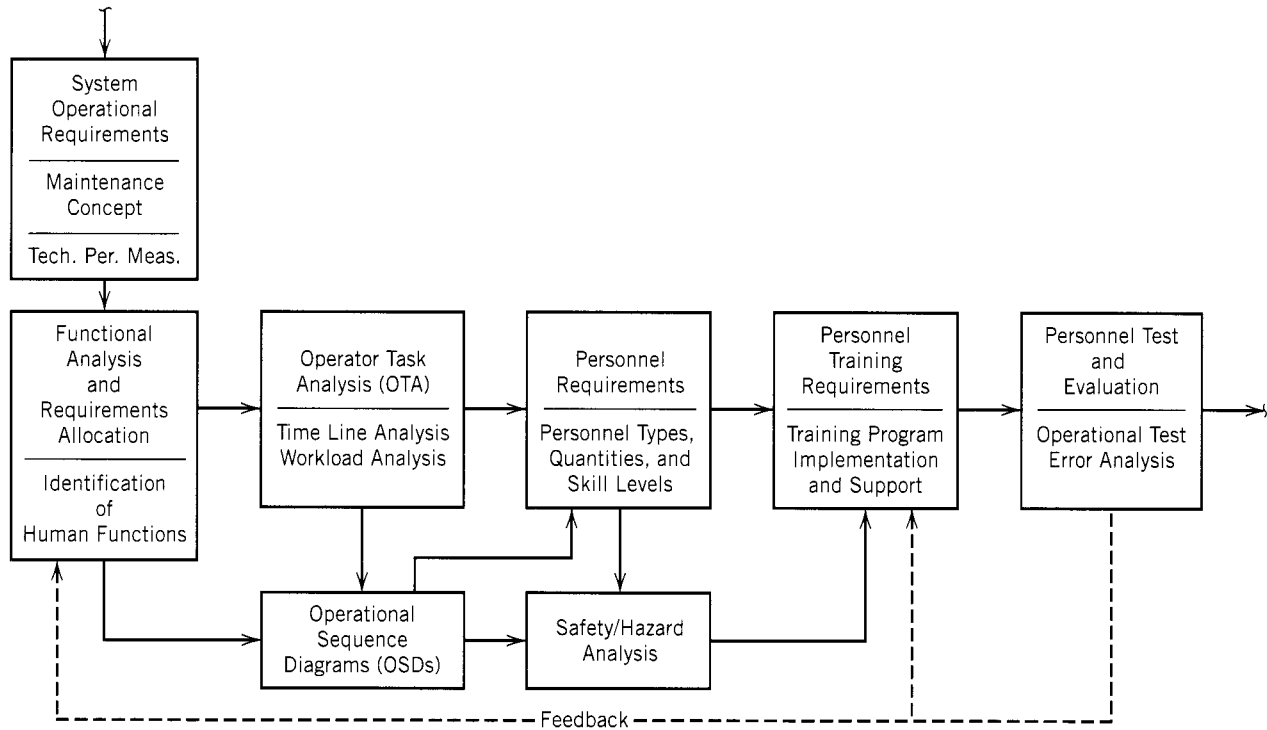 System
Operational
Requirements
Maintenance
Concept
Tech. Per. Meas.
Functional
Analysis
and
Requirements
Allocation
Identification
of
Human Functions
Operator Task
Analysis (OTA)
Time Line Analysis
Workload Analysis
Personnel
Requirements
Personnel Types,
Quantities, and
Skill Levels
Personnel
Training
Requirements
Training Program
Implementation
and Support
Personnel Test
and
Evaluation
Operational Test
Error Analysis
Operational
Sequence
Diagrams (OSDs)
Safety/Hazard
Analysis
Feedback